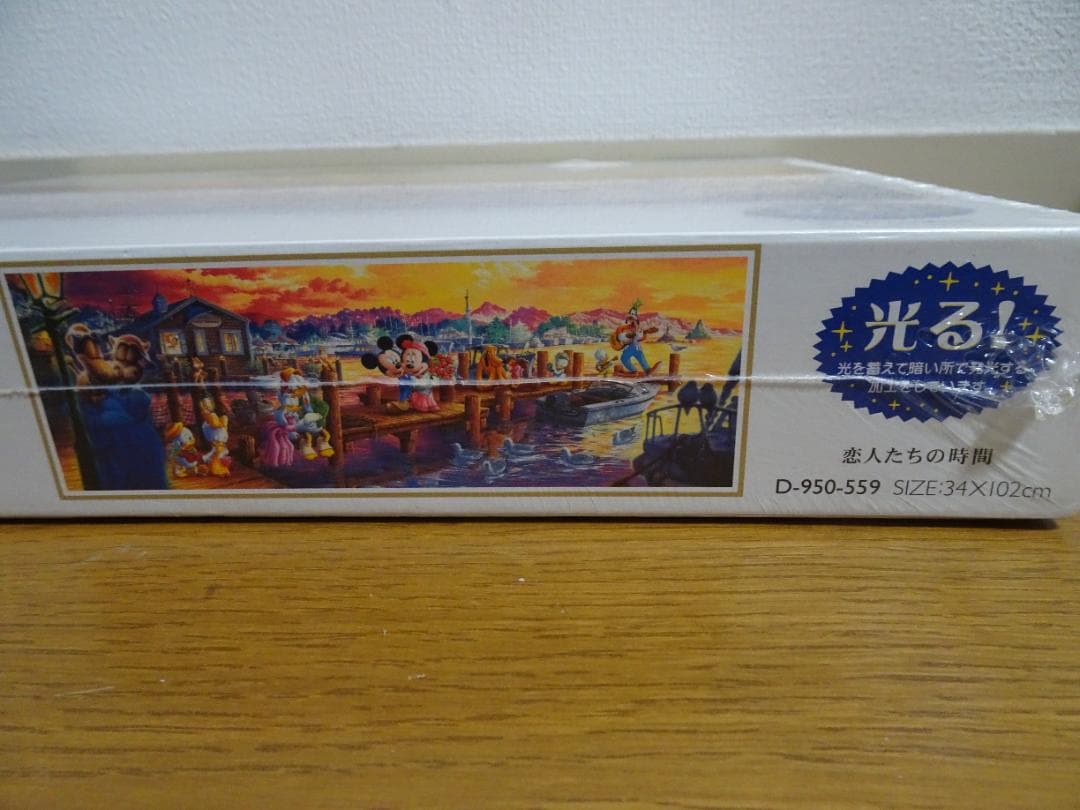 光る!
光を蓄えて暗い所で発光する
加工をしています。
恋人たちの時間
D-950-559 SIZE:34X102cm